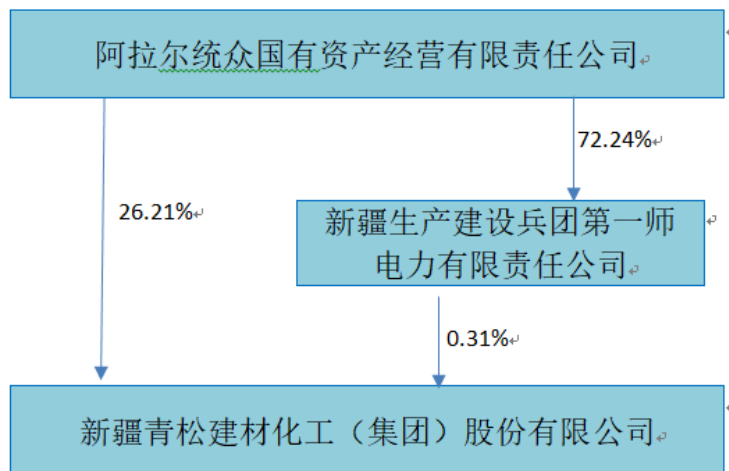 阿拉尔统众国有资产经营有限责任公司
72.24%
26.21%
新疆生产建设兵团第一师
电力有限责任公司
0.31%
新疆青松建材化工（集团）股份有限公司